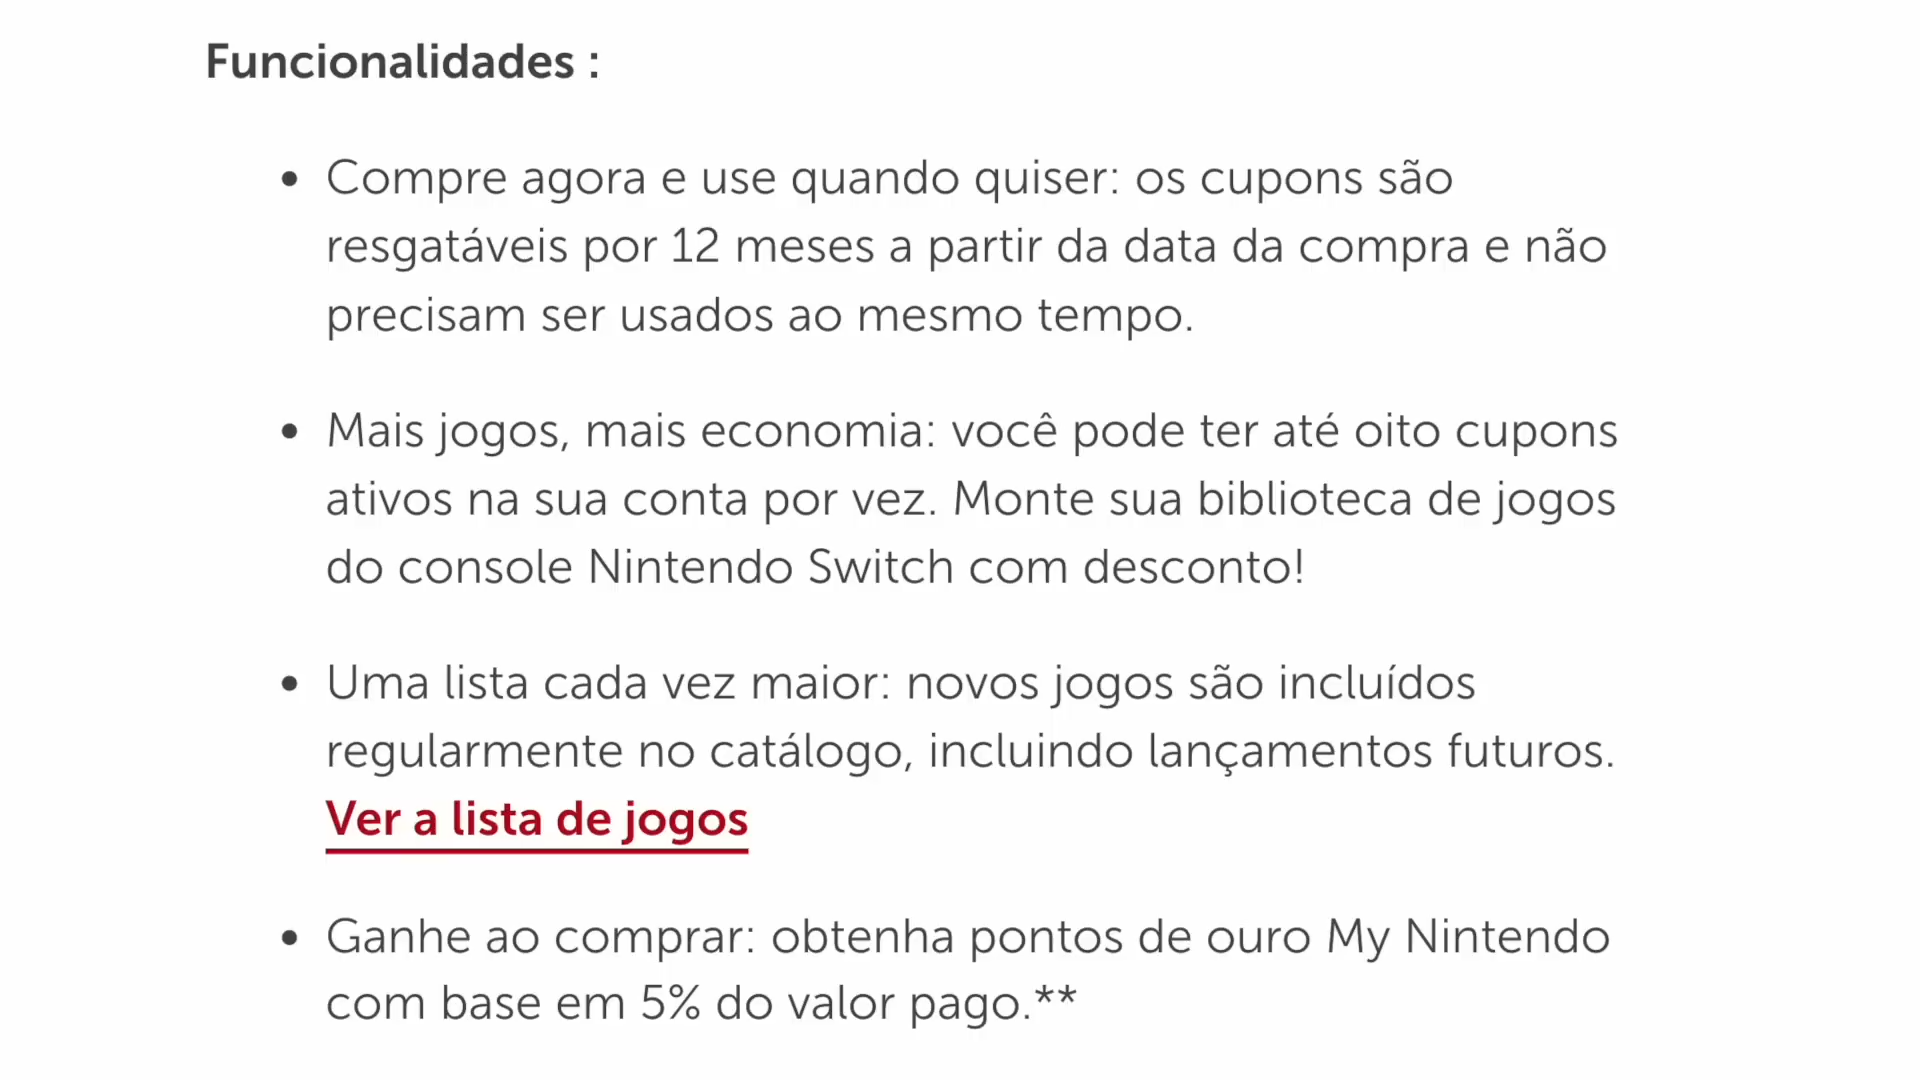 Funcionalidades :
Compre agora e use quando quiser: os cupons são
resgatáveis por 12 meses a partir da data da compra e não
precisam ser usados ao mesmo tempo.
Mais jogos, mais economia: você pode ter até oito cupons
ativos na sua conta por vez. Monte sua biblioteca de jogos
do console Nintendo Switch com desconto!
Uma lista cada vez maior: novos jogos são incluídos
regularmente no catálogo, incluindo lançamentos futuros.
Ver a lista de jogos
Ganhe ao comprar: obtenha pontos de ouro My Nintendo
com base em 5% do valor pago.**